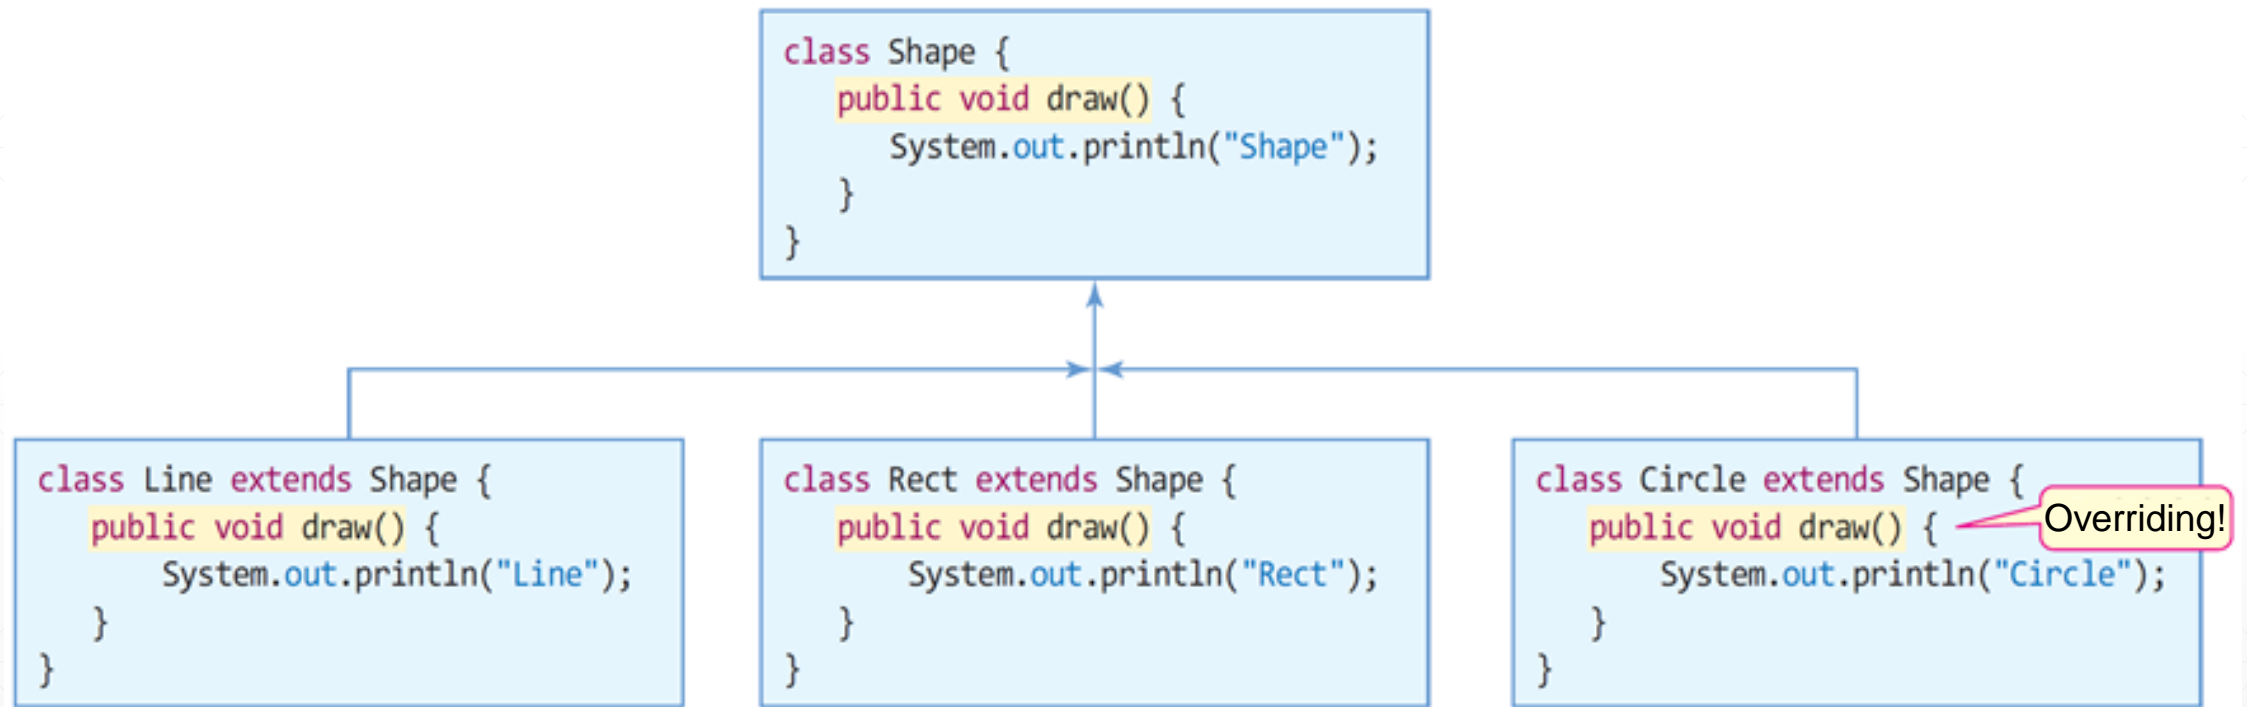 class Shape {
public void draw() {
System.out.println("Shape");
}
}
class Line extends Shape {
public void draw() {
System.out.println("Line");
}
}
class Rect extends Shape {
public void draw() {
System.out.println("Rect");
}
}
class Circle extends Shape {
public void draw() {
Overriding!
System.out.println("Circle");
}
}